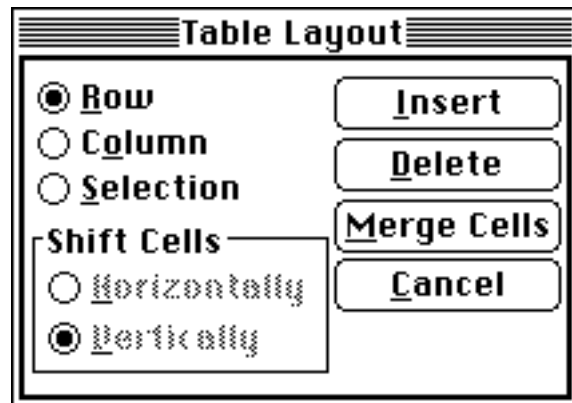 Table Layout
Row
Column
Selection
Shift Cells
Horizontally
Vertically
Insert
Delete
Merge Cells
Cancel